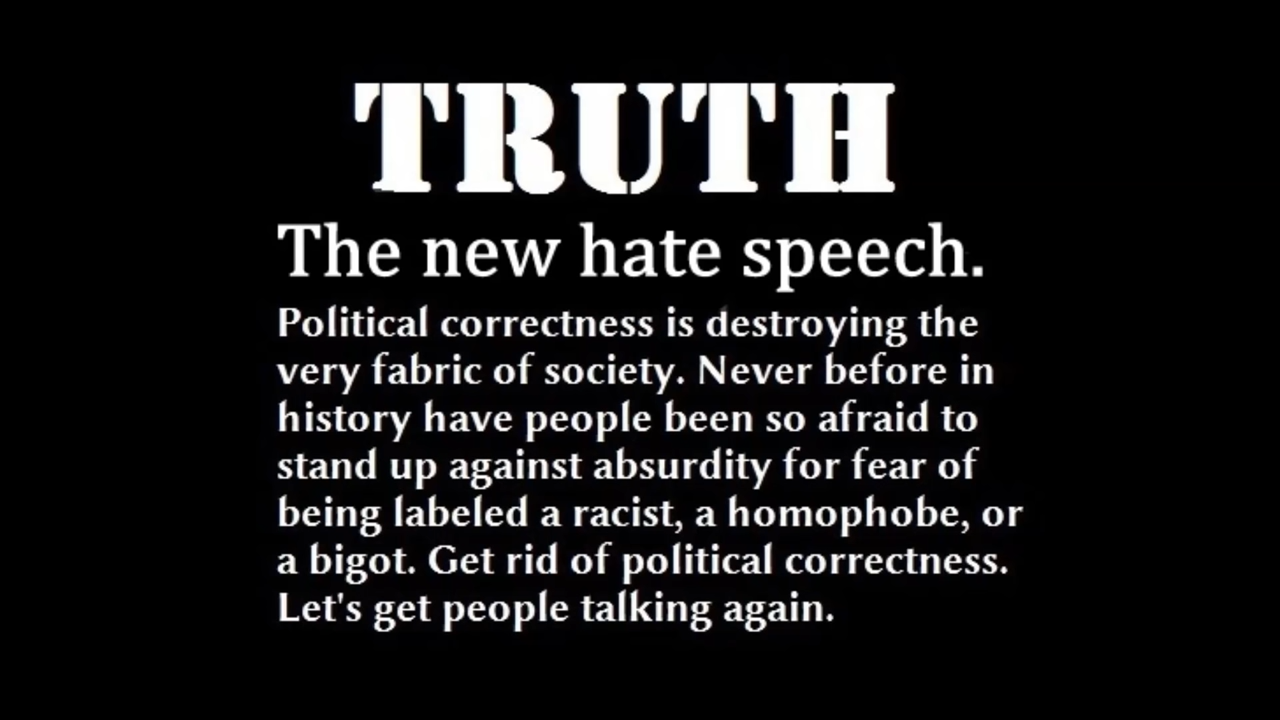 TRUTH
The new hate speech.
Political correctness is destroying the
very fabric of society. Never before in
history have people been so afraid to
stand up against absurdity for fear of
being labeled a racist, a homophobe, or
a bigot. Get rid of political correctness.
Let's get people talking again.